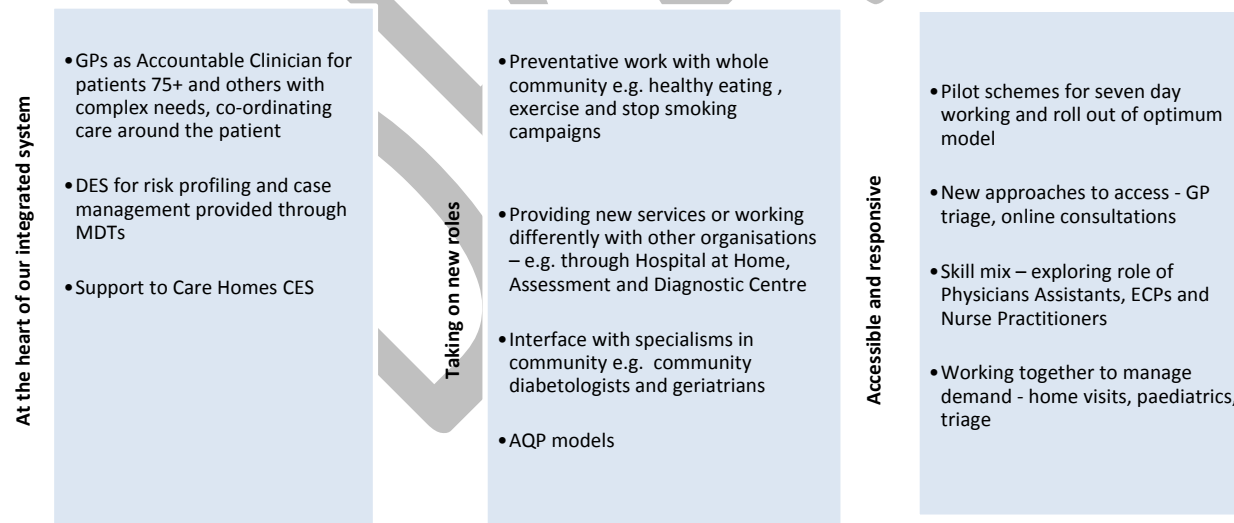 At the heart of our integrated system
•GPs as Accountable Clinician for
patients 75+ and others with
complex needs, co-ordinating
care around the patient
•DES for risk profiling and case
management provided through
MDTs
•Support to Care Homes CES
Taking on new roles
•Preventative work with whole
community e.g. healthy eating ,
exercise and stop smoking
campaigns
•Providing new services or working
differently with other organisations
– e.g. through Hospital at Home,
Assessment and Diagnostic Centre
•Interface with specialisms in
community e.g. community
diabetologists and geriatrians
•AQP models
Accessible and responsive
•Pilot schemes for seven day
working and roll out of optimum
model
•New approaches to access - GP
triage, online consultations
•Skill mix – exploring role of
Physicians Assistants, ECPs and
Nurse Practitioners
•Working together to manage
demand - home visits, paediatrics,
triage